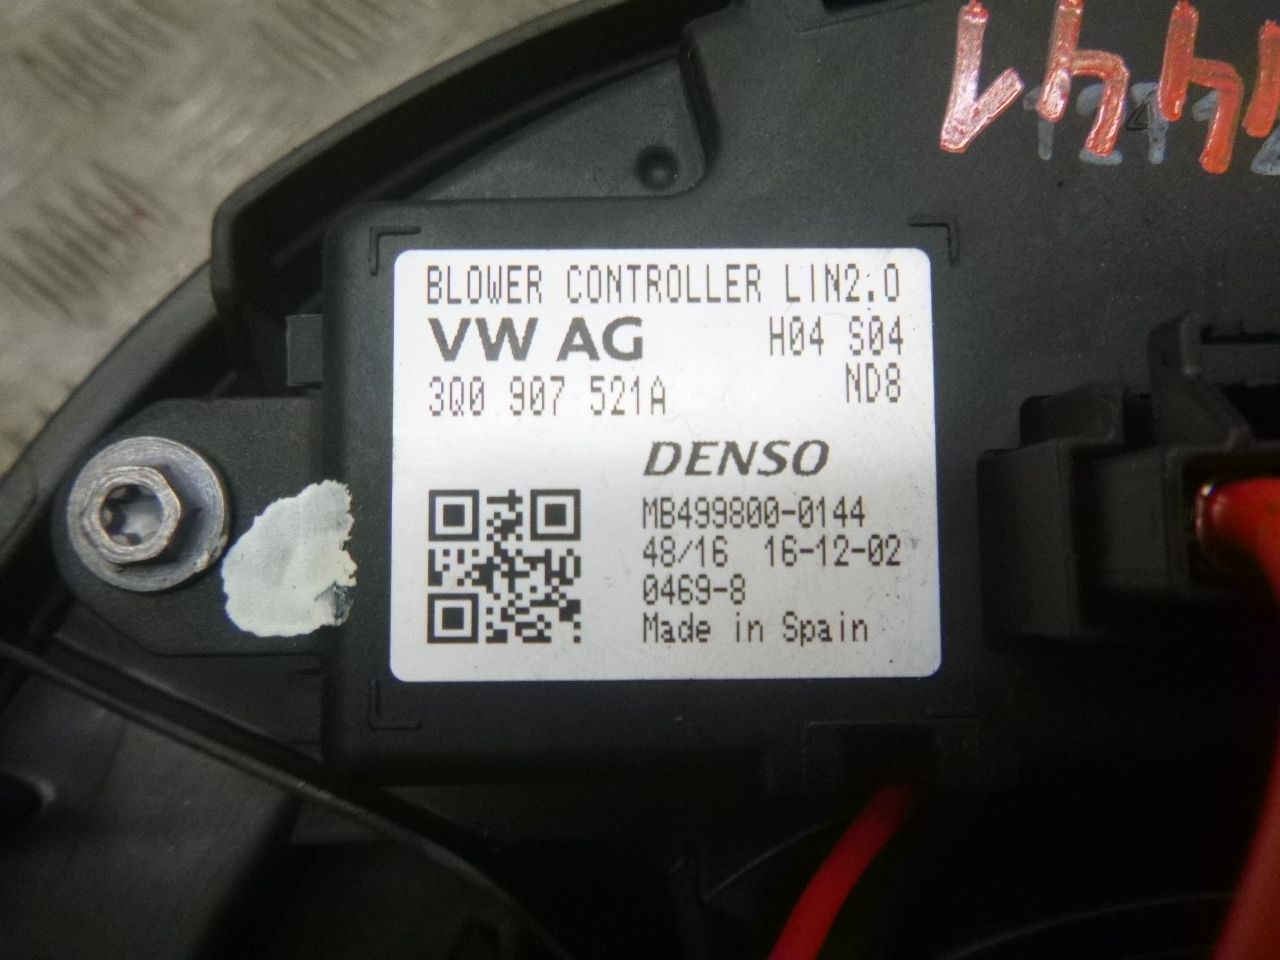 BLOWER CONTROLLER LIN2.0
VW AG H04 S04
3Q0 907 521A ND8
DENSO
MB499800-0144
48/16 16-12-02
0469-8
Made in Spain